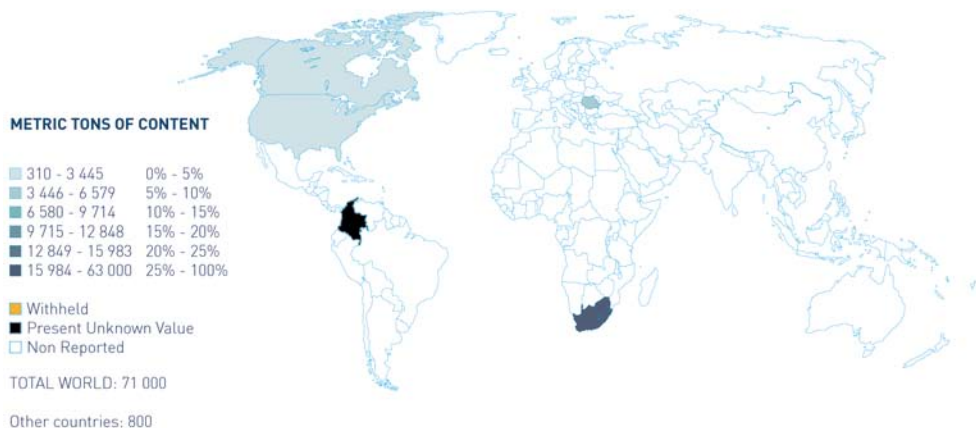 METRIC TONS OF CONTENT
310 - 3 445 0% - 5%
3 446 - 6 579 5% - 10%
6 580 - 9 714 10% - 15%
9 715 - 12 848 15% - 20%
12 849 - 15 983 20% - 25%
15 984 - 63 000 25% - 100%
Withheld
Present Unknown Value
Non Reported
TOTAL WORLD: 71 000
Other countries: 800